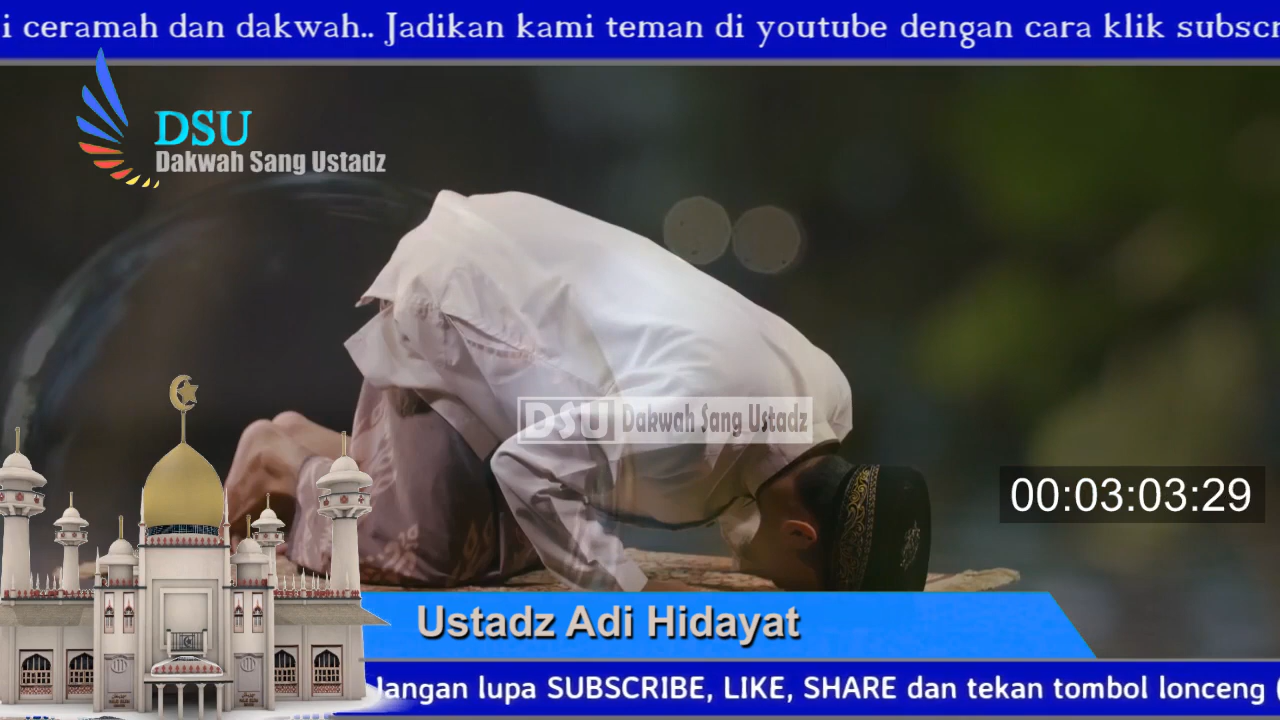 i ceramah dan dakwah.. Jadikan kami teman di youtube dengan cara klik subscr
DSU
Dakwah Sang Ustadz
DSU Dakwah Sang Ustadz
00:03:03:29
Ustadz Adi Hidayat
Jangan lupa SUBSCRIBE, LIKE, SHARE dan tekan tombol lonceng (